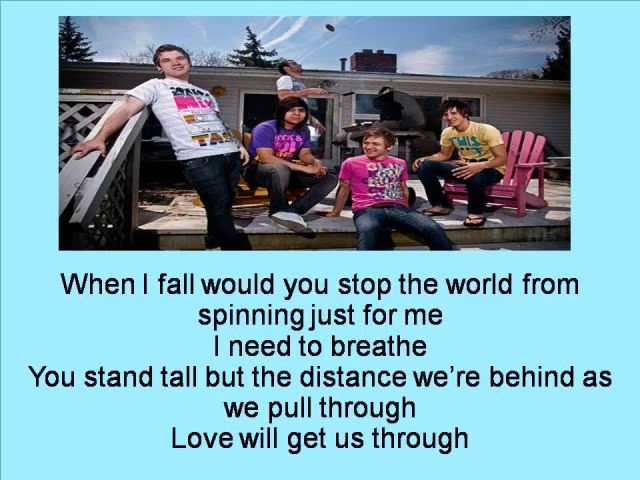 When I fall would you stop the world from
spinning just for me
I need to breathe
You stand tall but the distance we're behind as
we pull through
Love will get us through